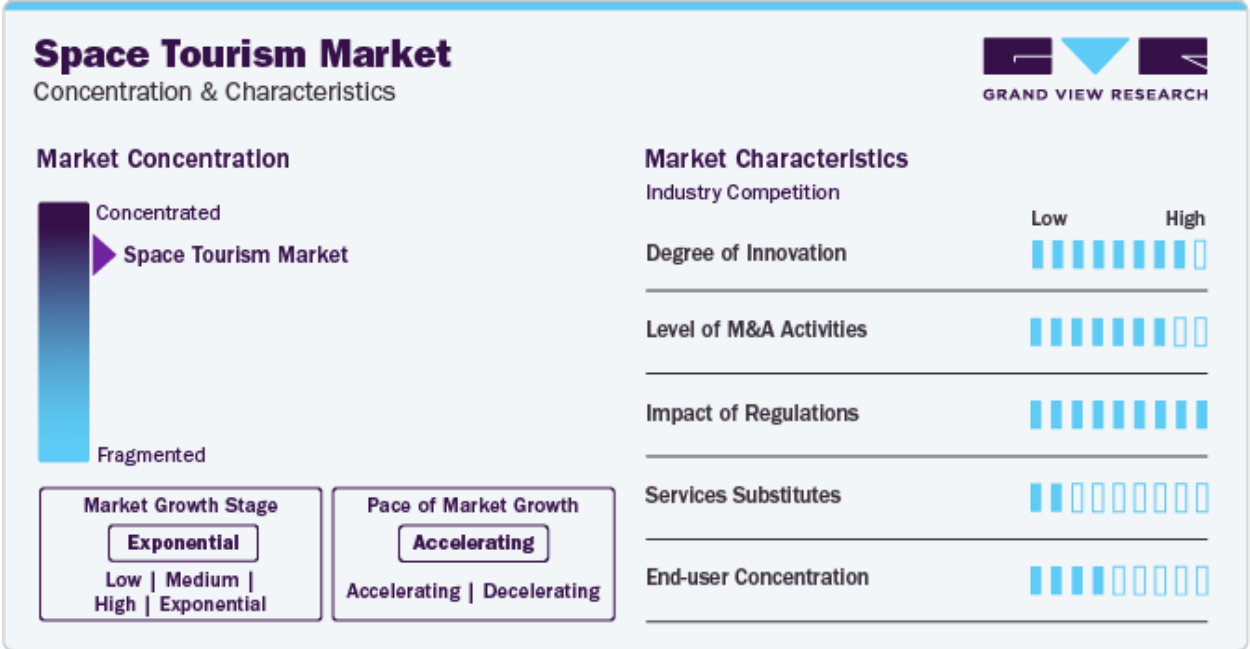 Space Tourism Market
Concentration & Characteristics
GRAND VIEW RESEARCH
Market Concentration
Concentrated
Space Tourism Market
Fragmented
Market Growth Stage
Exponential
Low | Medium |
High | Exponential
Pace of Market Growth
Accelerating
Accelerating | Decelerating
Market Characteristics
Industry Competition
Low High
Degree of Innovation
Level of M&A Activities
Impact of Regulations
Services Substitutes
End-user Concentration